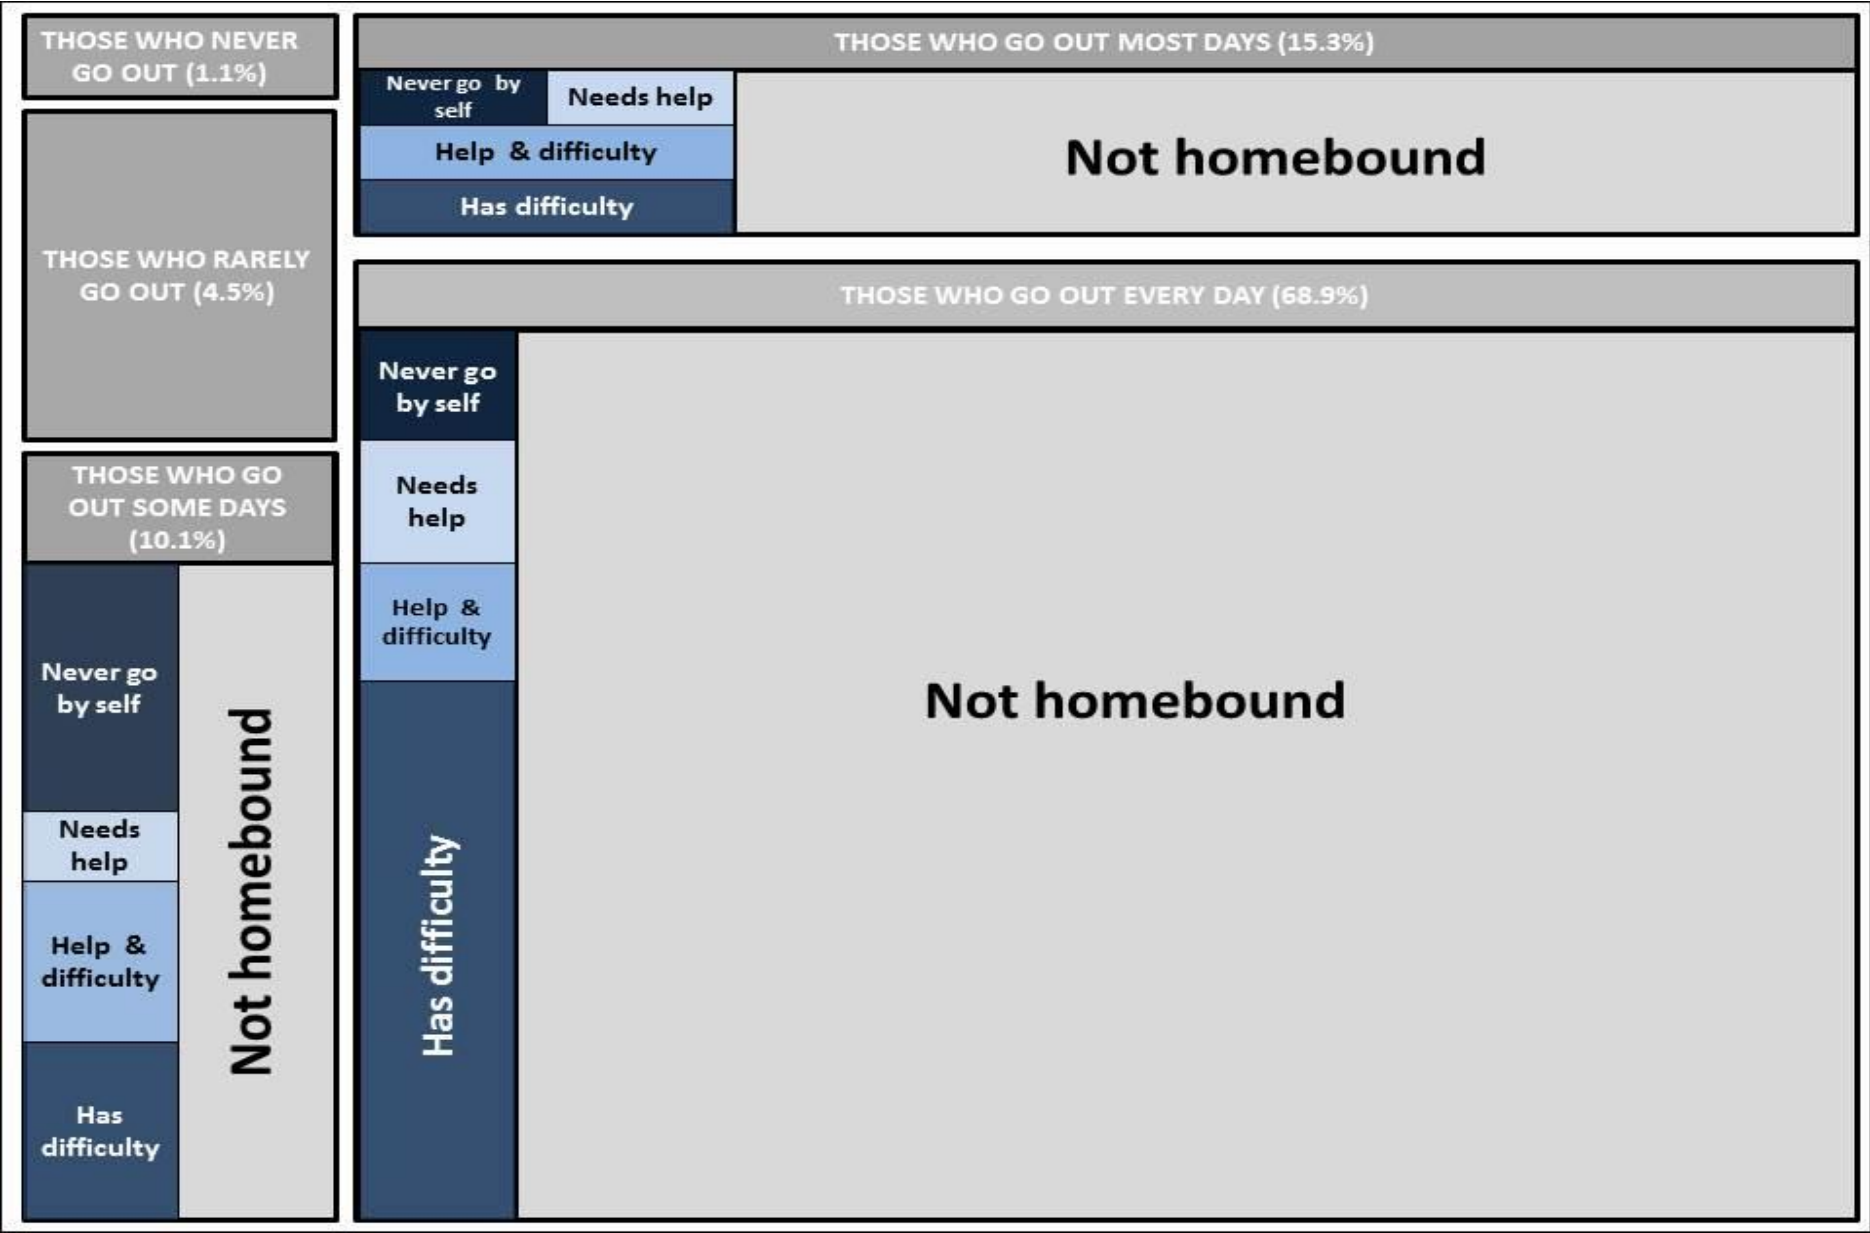 THOSE WHO NEVER
GO OUT (1.1%)
THOSE WHO RARELY
GO OUT (4.5%)
THOSE WHO GO
OUT SOME DAYS
(10.1%)
Never go
by self
Needs
help
Help & 
difficulty
Has
difficulty
Not homebound
THOSE WHO GO OUT MOST DAYS (15.3%)
Never go by
self
Needs help
Help & difficulty
Has difficulty
Not homebound
THOSE WHO GO OUT EVERY DAY (68.9%)
Never go
by self
Needs
help
Help &
difficulty
Has difficulty
Not homebound